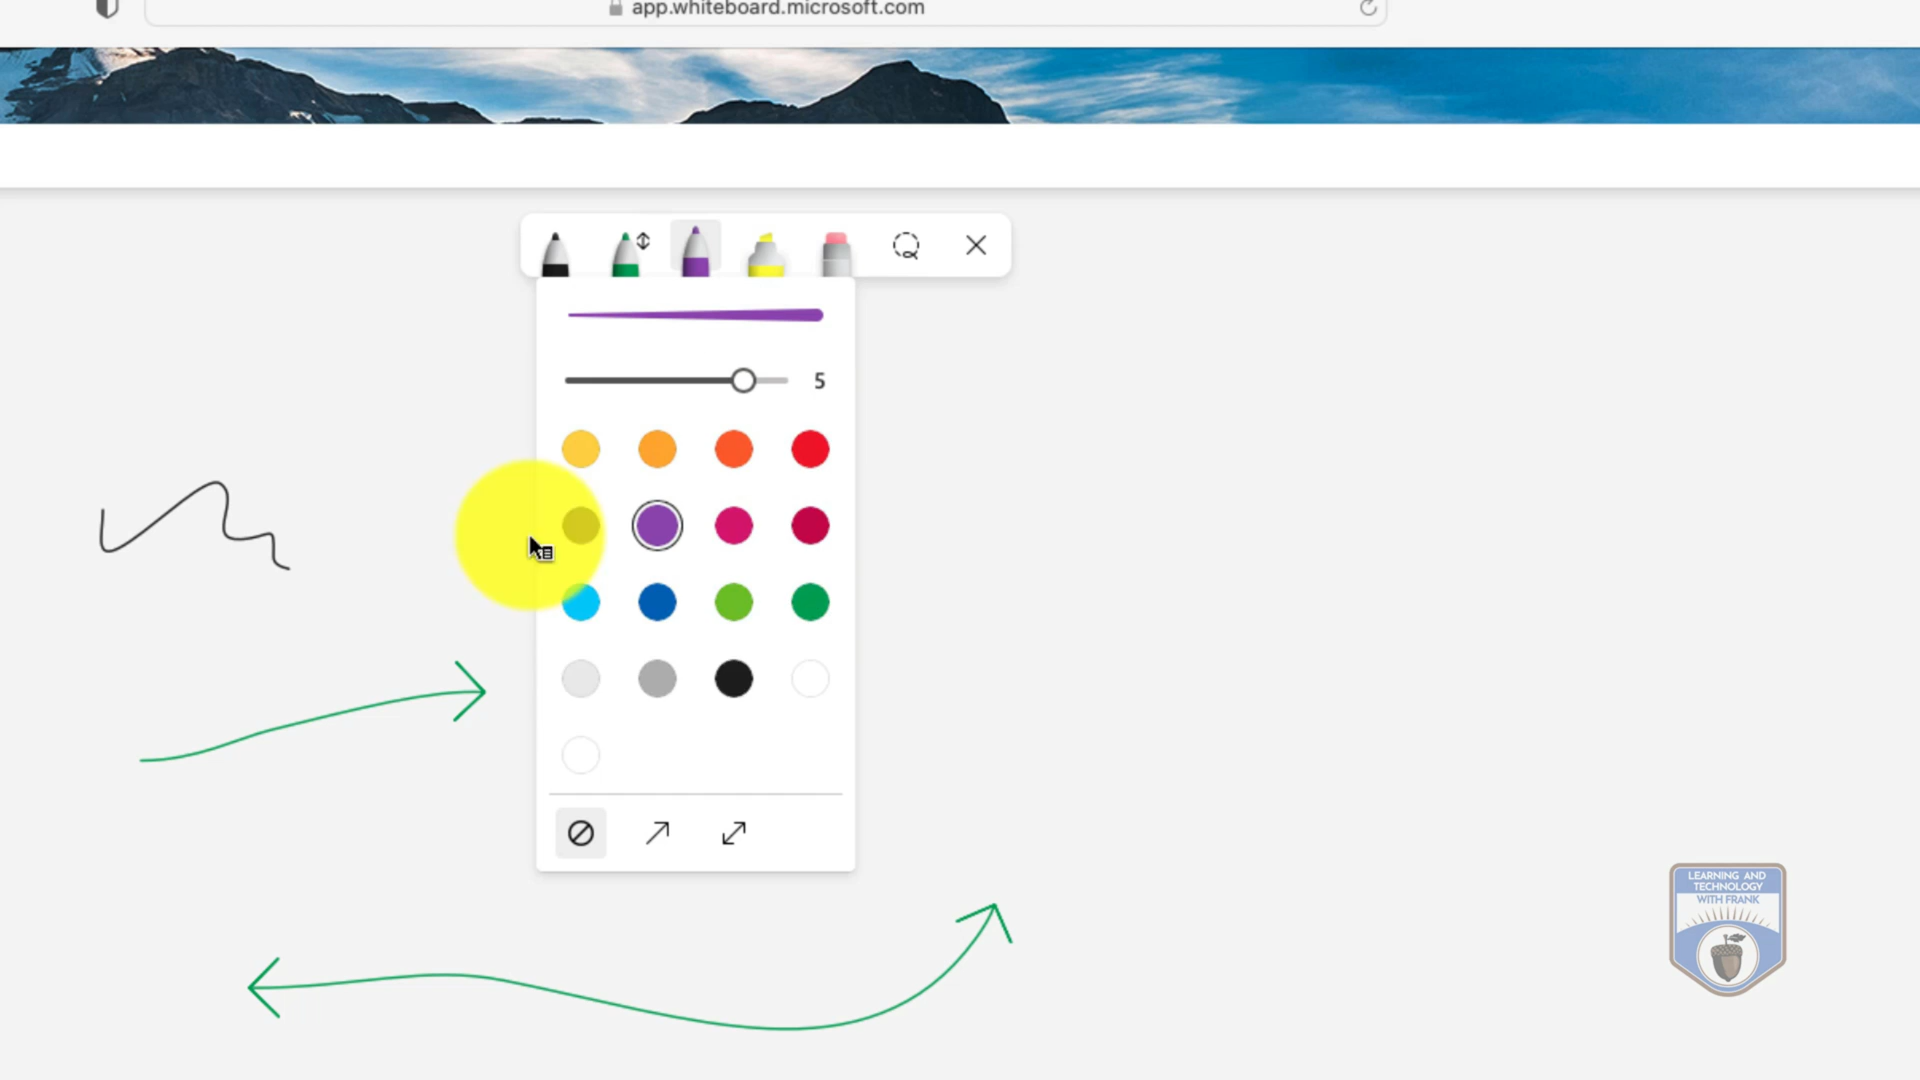 app.whiteboard.microsoft.com
5
LEARNING AND
TECHNOLOGY
WITH FRANK